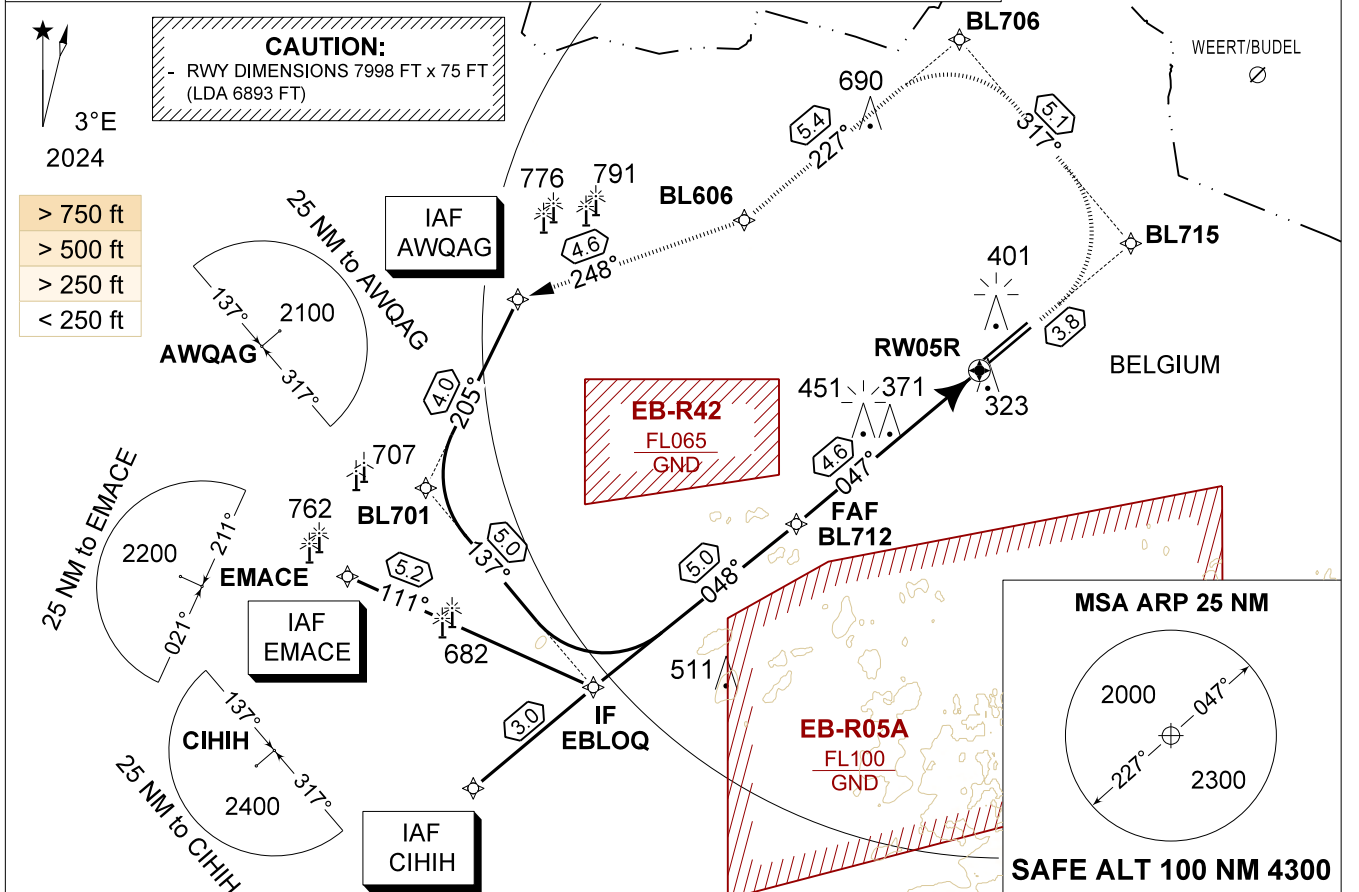 CAUTION:
- RWY DIMENSIONS 7998 FT x 75 FT
(LDA 6893 FT)
3°E
2024
> 750 ft
> 500 ft
> 250 ft
< 250 ft
BL706
WEERT/BUDEL
690
5.4
227°
5.1
317°
776
791
BL606
IAF
AWQAG
4.6
248°
BL715
25 NM to AWQAG
137°
2100
AWQAG
317°
401
3.8
RW05R
BELGIUM
4.0
205°
EB-R42
FL065
GND
451
371
323
4.6
047°
707
BL701
762
25 NM to EMACE
2200
211°
EMACE
021°
5.0
137°
5.2
111°
IAF
EMACE
682
FAF
BL712
5.0
048°
511
IF
EBLOQ
3.0
137°
CIHIH
317°
2400
25 NM to CIHIH
IAF
CIHIH
EB-R05A
FL100
GND
MSA ARP 25 NM
2000
047°
227°
2300
SAFE ALT 100 NM 4300